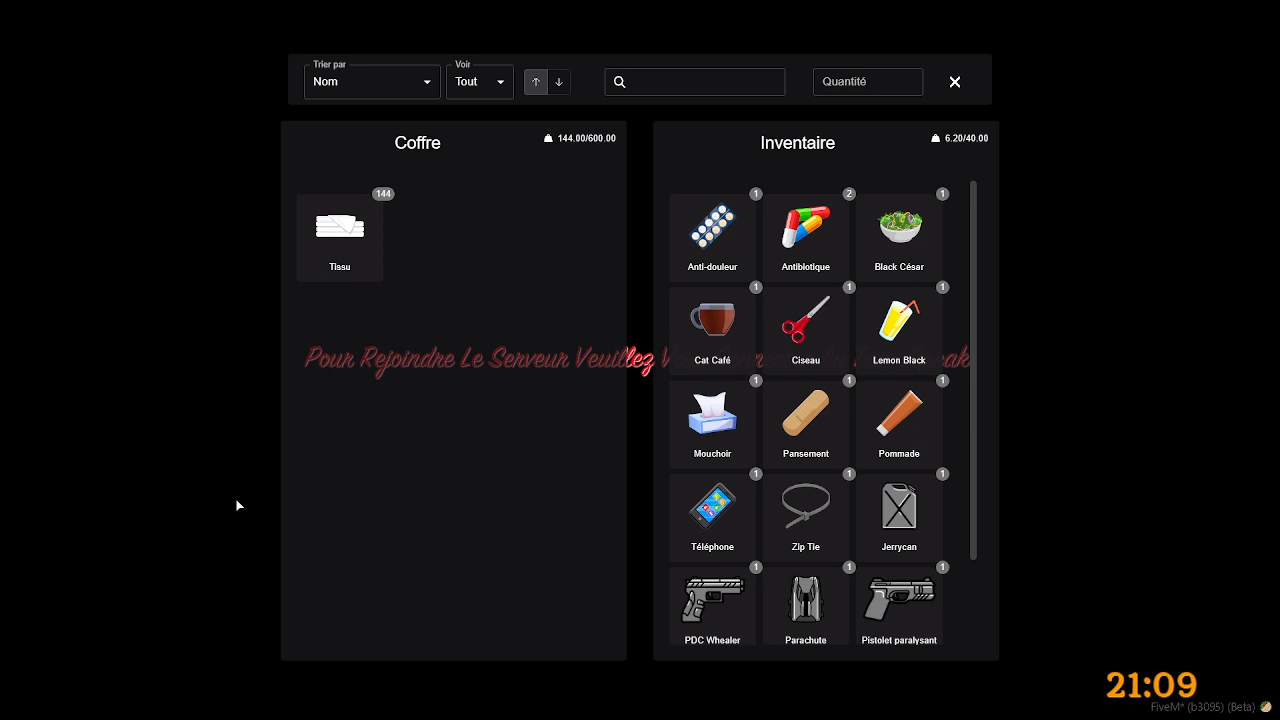 Trier par
Nom
Voir
Tout
Quantité
Coffre
144.00/600.00
144
Tissu
Inventaire
6.20/40.00
1
2
1
Anti-douleur
Antibiotique
Black César
1
1
1
Cat Café
Ciseau
Lemon Black
Pour Rejoindre Le Serveur Veuillez
1
1
1
Mouchoir
Pansement
Pommade
1
1
1
Téléphone
Zip Tie
Jerrycan
1
1
1
PDC Whealer
Parachute
Pistolet paralysant
21:09
FiveM* (b3095) (Beta)